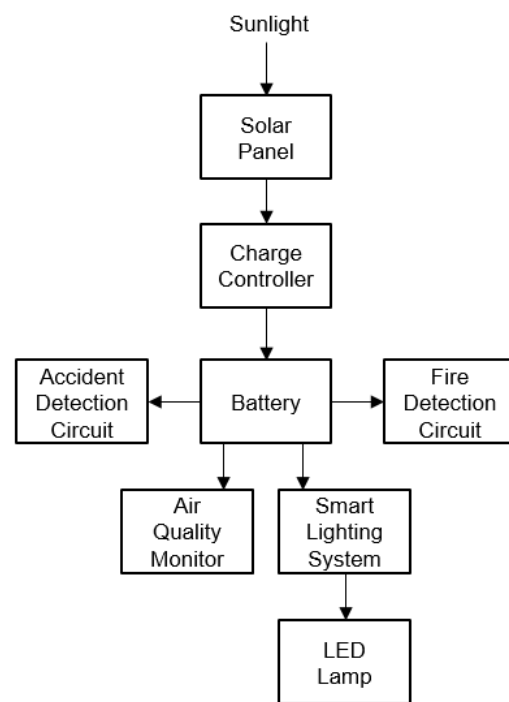 Sunlight
Solar
Panel
Charge
Controller
Accident
Detection
Circuit
Battery
Fire
Detection
Circuit
Air
Quality
Monitor
Smart
Lighting
System
LED
Lamp